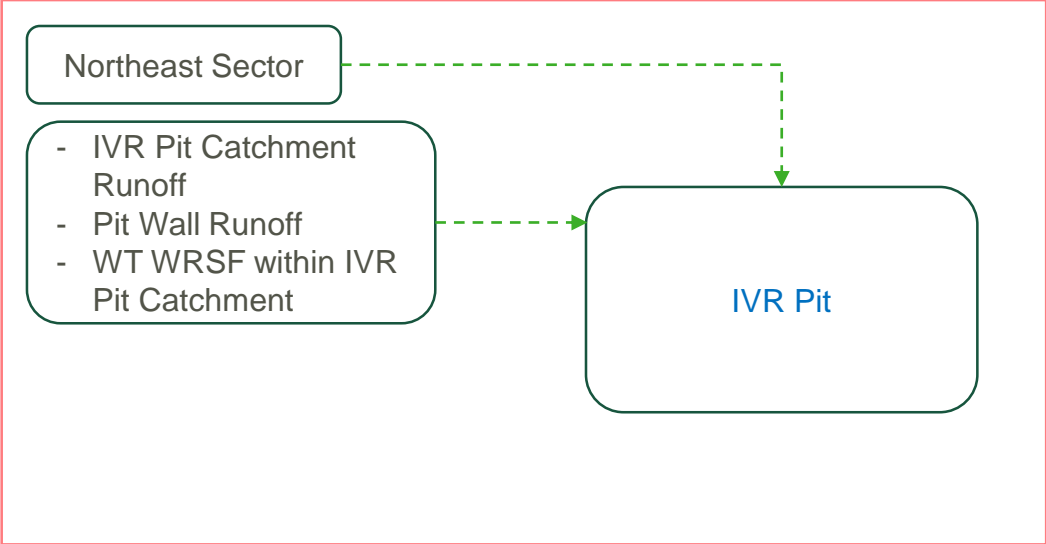 Northeast Sector
- IVR Pit Catchment
Runoff
- Pit Wall Runoff
- WT WRSF within IVR
Pit Catchment
IVR Pit